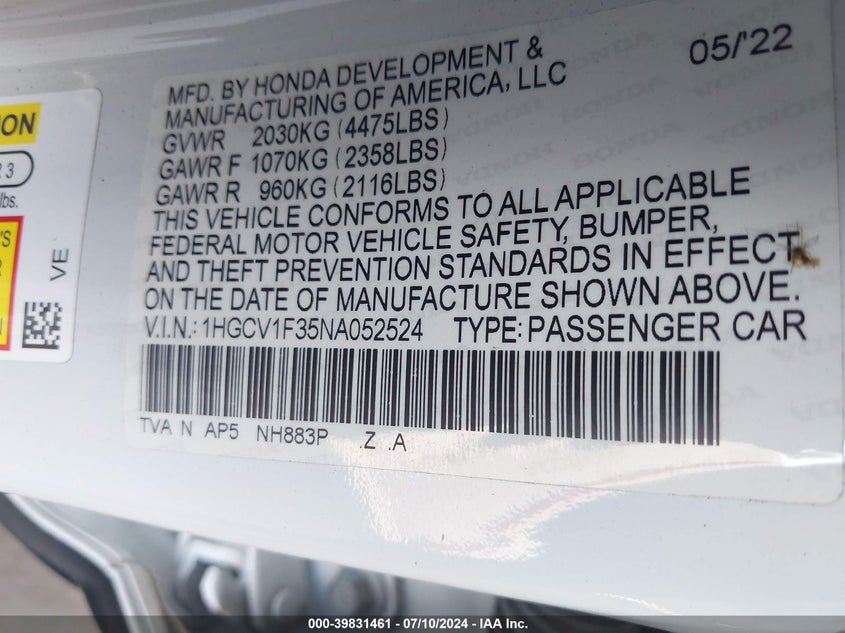 05/'22
MFD. BY HONDA DEVELOPMENT &
MANUFACTURING OF AMERICA, LLC
GVWR 2030KG (4475LBS)
GAWR F 1070KG (2358LBS)
GAWR R 960KG (2116LBS)
THIS VEHICLE CONFORMS TO ALL APPLICABLE
FEDERAL MOTOR VEHICLE SAFETY, BUMPER,
AND THEFT PREVENTION STANDARDS IN EFFECT
ON THE DATE OF MANUFACTURE SHOWN ABOVE.
V.I.N.: 1HGCV1F35NA052524 TYPE: PASSENGER CAR
TVA N AP5 NH883P .Z .A
3
lbs.
VE
000-39831461 - 07/10/2024 - IAA Inc.